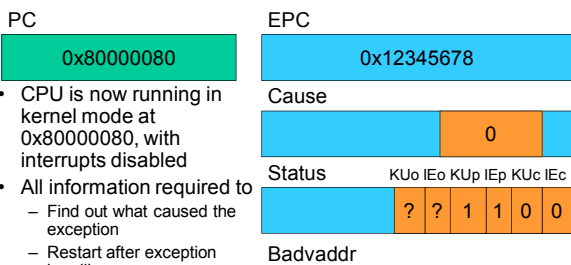 PC
0x80000080
• CPU is now running in
kernel mode at
0x80000080, with
interrupts disabled
• All information required to
– Find out what caused the
exception
– Restart after exception
EPC
0x12345678
Cause
0
Status
KUo IEo KUp IEp KUc IEc
? ? 1 1 0 0
Badvaddr